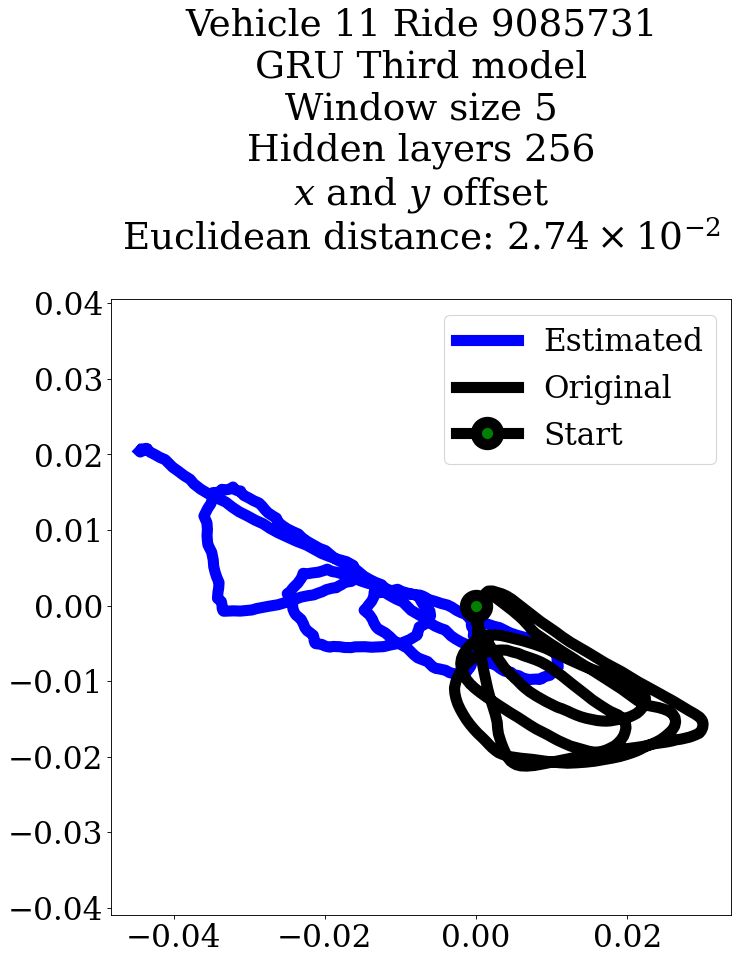 Vehicle 11 Ride 9085731
GRU Third model
Window size 5
Hidden layers 256
x and y offset
Euclidean distance: 2.74 × 10⁻²
Estimated
Original
Start
0.04
0.03
0.02
0.01
0.00
−0.01
−0.02
−0.03
−0.04
−0.04 −0.02 0.00 0.02